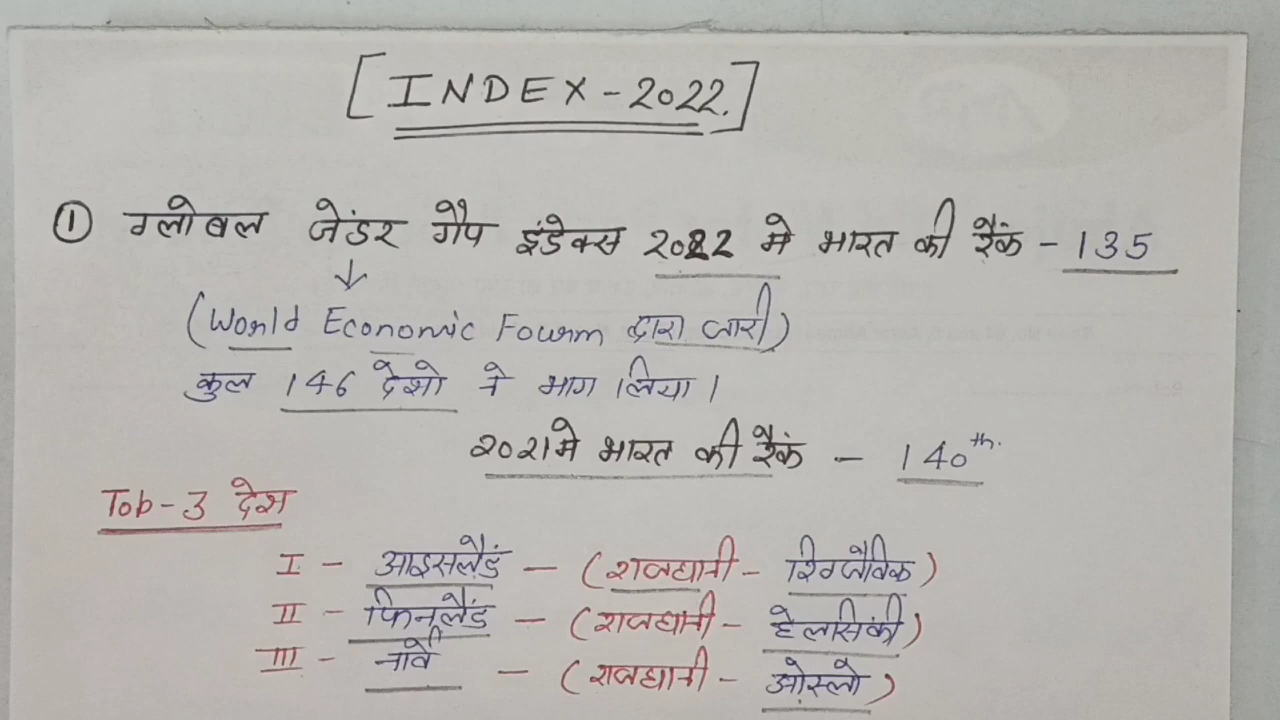 [INDEX-2022.]
① ग्लोबल जेंडर गैप इंडेक्स 2022 मे भारत की रैंक - 135
↓
(World Economic Fourm द्वारा जारी)
कुल 146 देशो ने भाग लिया।
2021मे भारत की रैंक - 140th.
Top-3 देश
I - आइसलैंड - (राजधानी - रिग्जैविक)
II - फिनलैंड - (राजधानी - हेलसिंकी)
III - नार्वे - (राजधानी - ओस्लो)